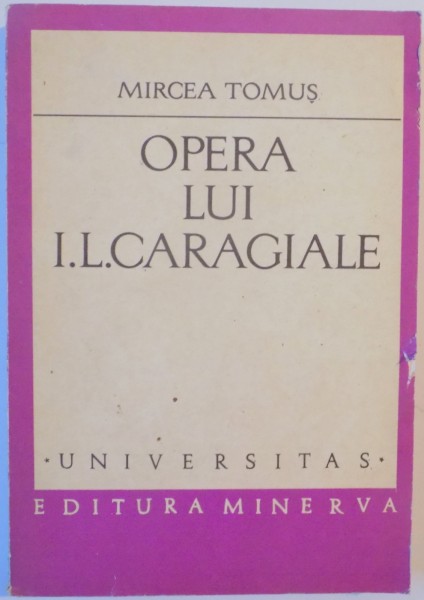 MIRCEA TOMUȘ
OPERA
LUI
I.L.CARAGIALE
· UNIVERSITAS ·
EDITURA MINERVA